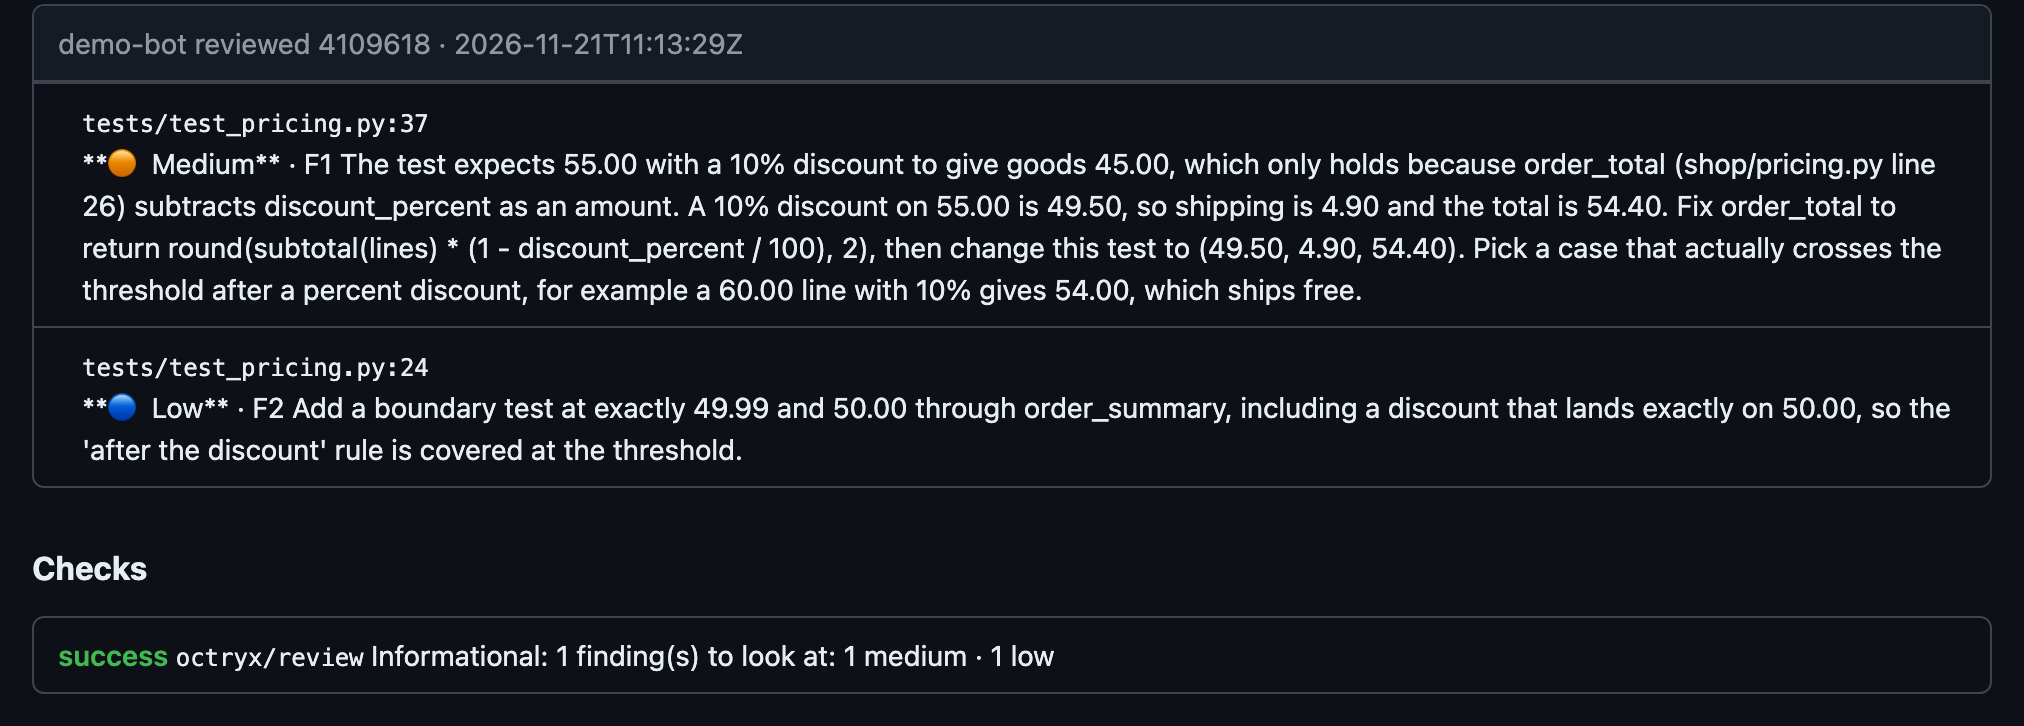 demo-bot reviewed 4109618 · 2026-11-21T11:13:29Z
tests/test_pricing.py:37
**🟠 Medium** · F1 The test expects 55.00 with a 10% discount to give goods 45.00, which only holds because order_total (shop/pricing.py line
26) subtracts discount_percent as an amount. A 10% discount on 55.00 is 49.50, so shipping is 4.90 and the total is 54.40. Fix order_total to
return round(subtotal(lines) * (1 - discount_percent / 100), 2), then change this test to (49.50, 4.90, 54.40). Pick a case that actually crosses the
threshold after a percent discount, for example a 60.00 line with 10% gives 54.00, which ships free.
tests/test_pricing.py:24
**🔵 Low** · F2 Add a boundary test at exactly 49.99 and 50.00 through order_summary, including a discount that lands exactly on 50.00, so the
'after the discount' rule is covered at the threshold.
Checks
success octryx/review Informational: 1 finding(s) to look at: 1 medium · 1 low